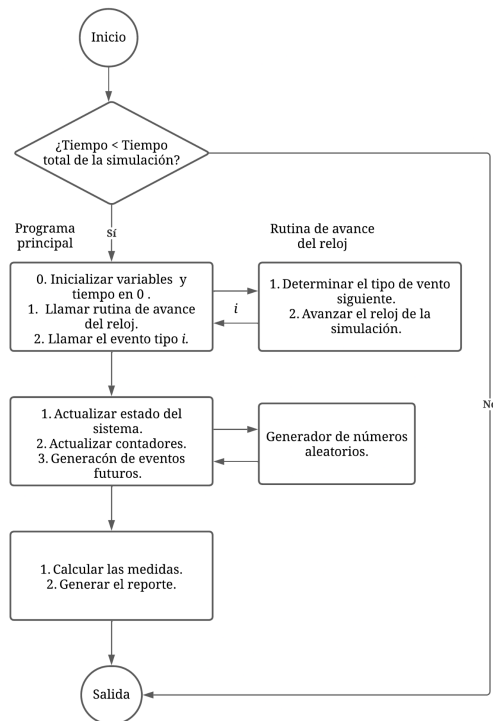 Inicio
¿Tiempo < Tiempo
total de la simulación?
Programa
principal
Sí
Rutina de avance
del reloj
0. Inicializar variables y
tiempo en 0 .
1. Llamar rutina de avance
del reloj.
2. Llamar el evento tipo i.
i
1. Determinar el tipo de vento
siguiente.
2. Avanzar el reloj de la
simulación.
No
1. Actualizar estado del
sistema.
2. Actualizar contadores.
3. Generacón de eventos
futuros.
Generador de números
aleatorios.
1. Calcular las medidas.
2. Generar el reporte.
Salida